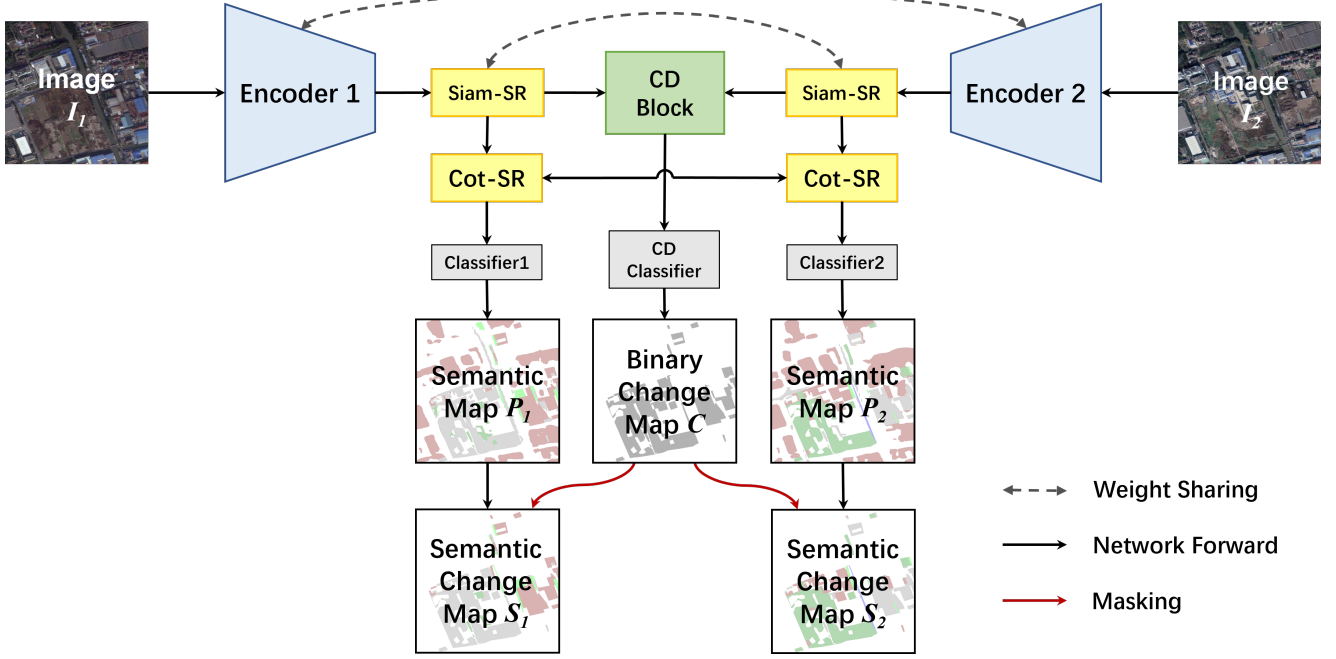 Image
I1
Encoder 1
Siam-SR
CD
Block
Siam-SR
Encoder 2
Image
I2
Cot-SR
Cot-SR
Classifier1
CD
Classifier
Classifier2
Semantic
Map P1
Binary
Change
Map C
Semantic
Map P2
Semantic
Change
Map S1
Semantic
Change
Map S2
Weight Sharing
Network Forward
Masking